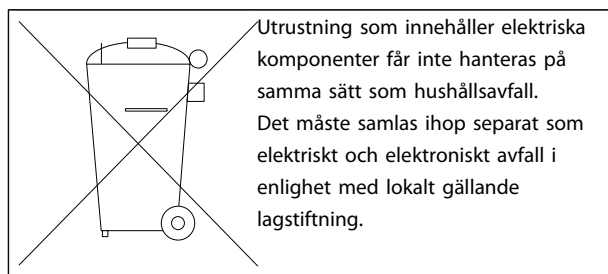 Utrustning som innehåller elektriska
komponenter får inte hanteras på
samma sätt som hushållsavfall.
Det måste samlas ihop separat som
elektriskt och elektroniskt avfall i
enlighet med lokalt gällande
lagstiftning.